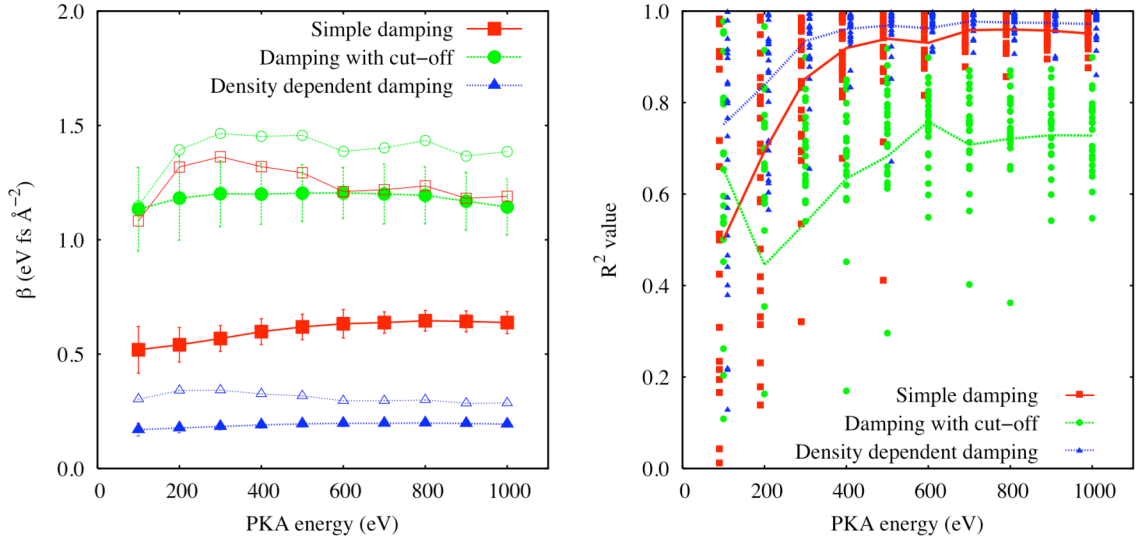 Simple damping
Damping with cut−off
Density dependent damping
2.0
1.5
1.0
0.5
0.0
0 200 400 600 800 1000
β (eV fs Å⁻²)
PKA energy (eV)
1.0
0.8
0.6
0.4
0.2
0.0
0 200 400 600 800 1000
R² value
PKA energy (eV)
Simple damping
Damping with cut−off
Density dependent damping